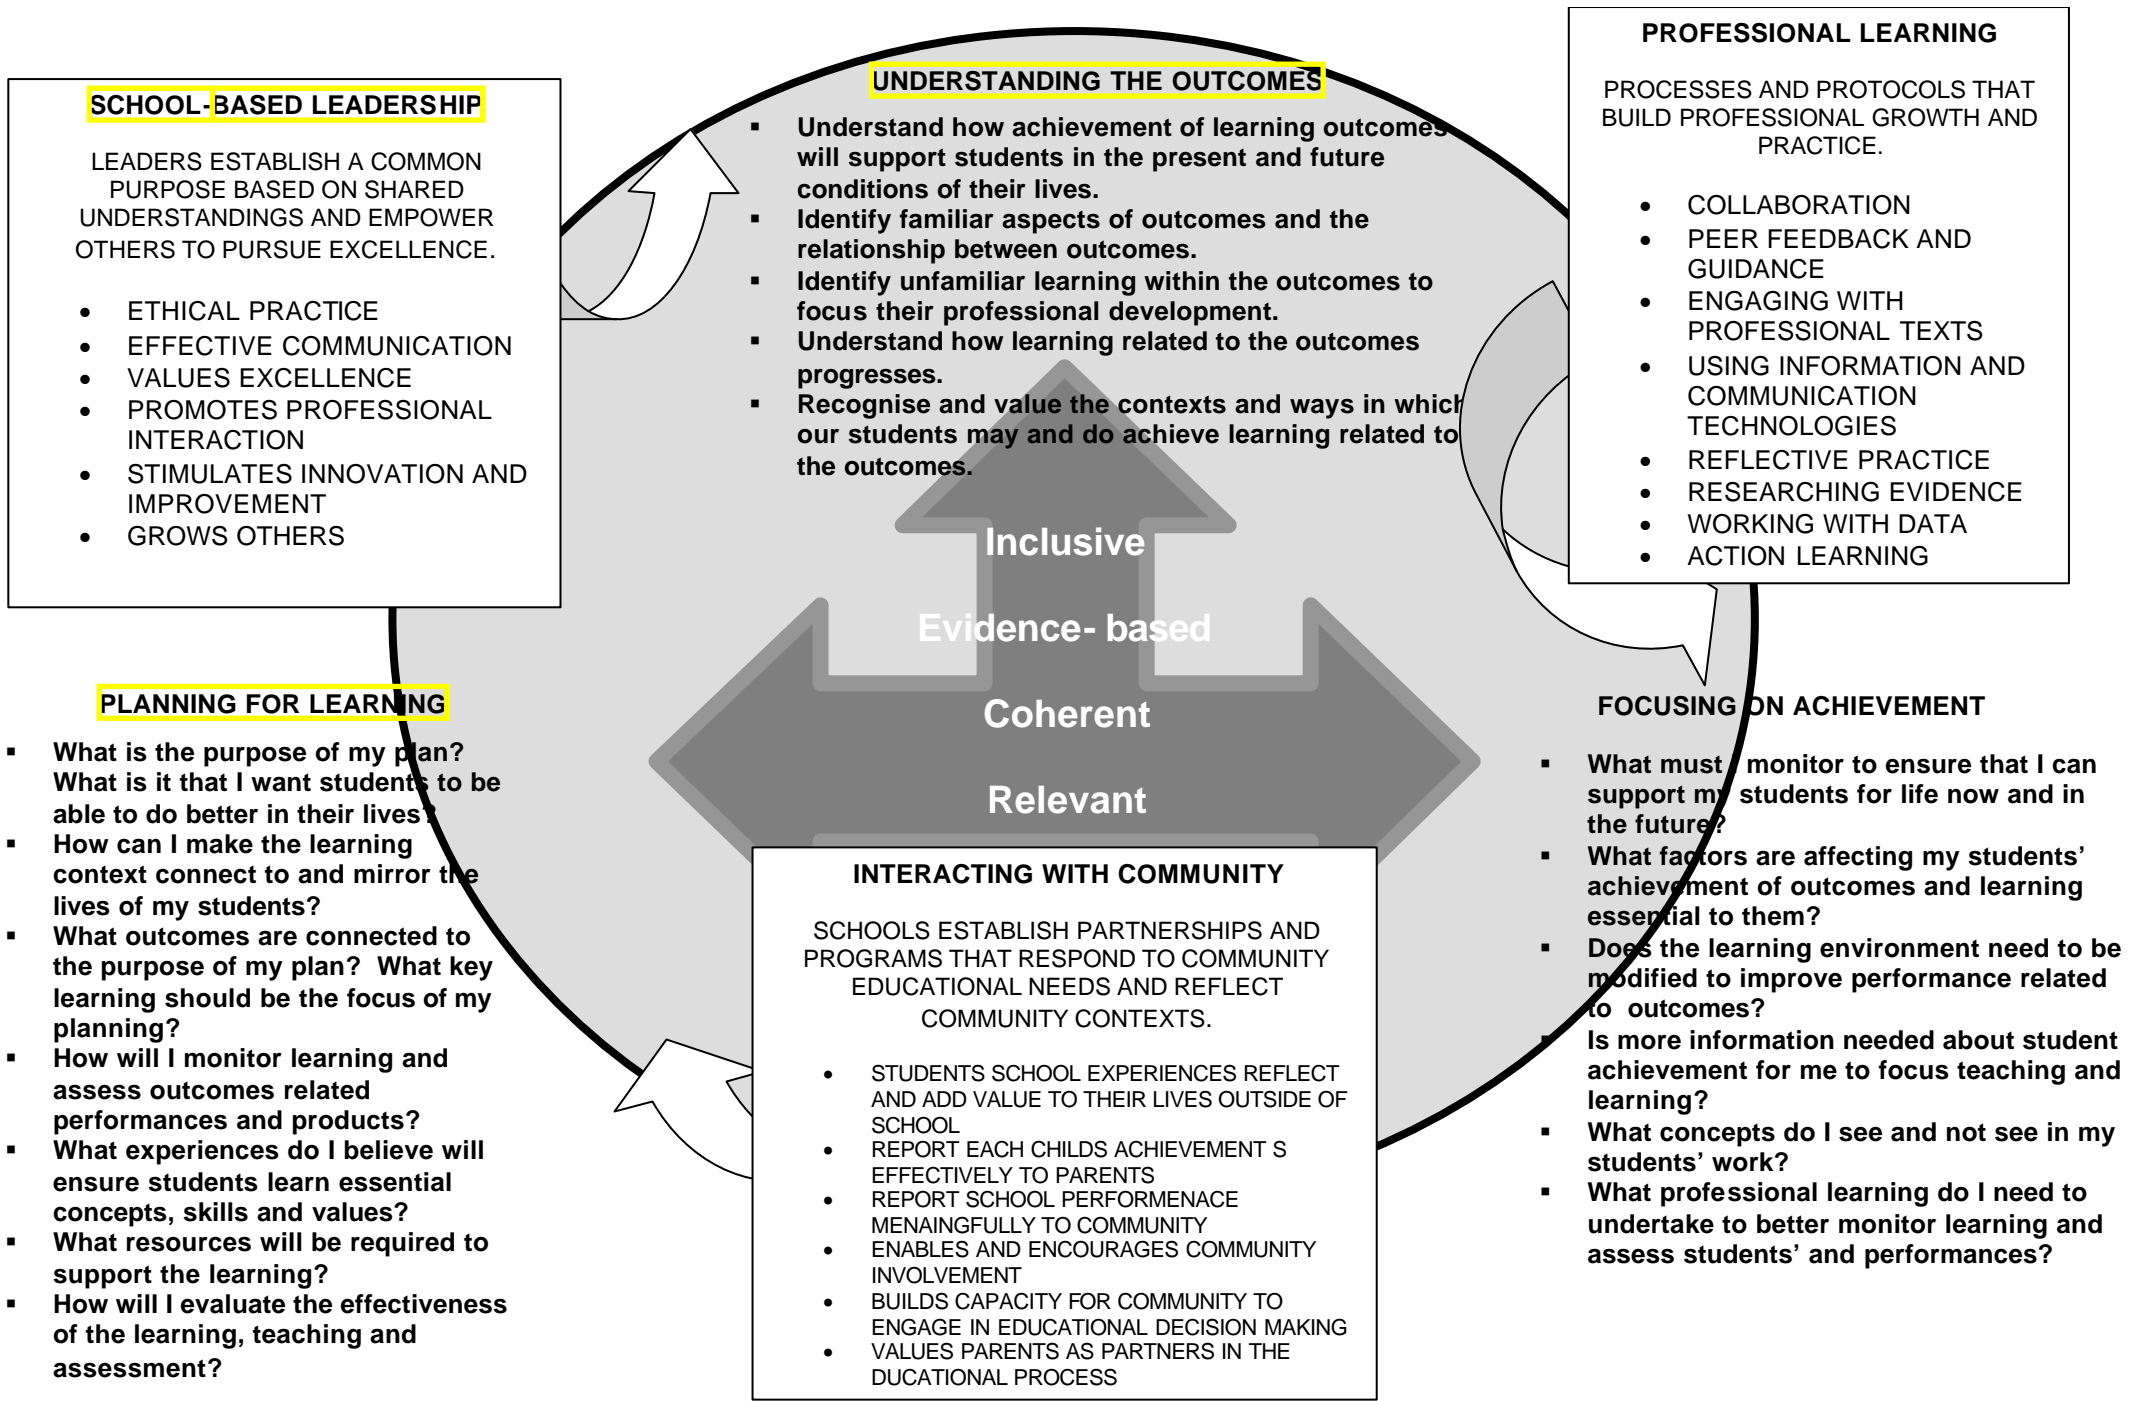 SCHOOL-BASED LEADERSHIP
LEADERS ESTABLISH A COMMON
PURPOSE BASED ON SHARED
UNDERSTANDINGS AND EMPOWER
OTHERS TO PURSUE EXCELLENCE.
• ETHICAL PRACTICE
• EFFECTIVE COMMUNICATION
• VALUES EXCELLENCE
• PROMOTES PROFESSIONAL
INTERACTION
• STIMULATES INNOVATION AND
IMPROVEMENT
• GROWS OTHERS
UNDERSTANDING THE OUTCOMES
▪ Understand how achievement of learning outcomes
will support students in the present and future
conditions of their lives.
▪ Identify familiar aspects of outcomes and the
relationship between outcomes.
▪ Identify unfamiliar learning within the outcomes to
focus their professional development.
▪ Understand how learning related to the outcomes
progresses.
▪ Recognise and value the contexts and ways in which
our students may and do achieve learning related to
the outcomes.
PROFESSIONAL LEARNING
PROCESSES AND PROTOCOLS THAT
BUILD PROFESSIONAL GROWTH AND
PRACTICE.
• COLLABORATION
• PEER FEEDBACK AND
GUIDANCE
• ENGAGING WITH
PROFESSIONAL TEXTS
• USING INFORMATION AND
COMMUNICATION
TECHNOLOGIES
• REFLECTIVE PRACTICE
• RESEARCHING EVIDENCE
• WORKING WITH DATA
• ACTION LEARNING
Inclusive
Evidence- based
Coherent
Relevant
PLANNING FOR LEARNING
▪ What is the purpose of my plan?
What is it that I want students to be
able to do better in their lives?
▪ How can I make the learning
context connect to and mirror the
lives of my students?
▪ What outcomes are connected to
the purpose of my plan?  What key
learning should be the focus of my
planning?
▪ How will I monitor learning and
assess outcomes related
performances and products?
▪ What experiences do I believe will
ensure students learn essential
concepts, skills and values?
▪ What resources will be required to
support the learning?
▪ How will I evaluate the effectiveness
of the learning, teaching and
assessment?
INTERACTING WITH COMMUNITY
SCHOOLS ESTABLISH PARTNERSHIPS AND
PROGRAMS THAT RESPOND TO COMMUNITY
EDUCATIONAL NEEDS AND REFLECT
COMMUNITY CONTEXTS.
• STUDENTS SCHOOL EXPERIENCES REFLECT
AND ADD VALUE TO THEIR LIVES OUTSIDE OF
SCHOOL
• REPORT EACH CHILDS ACHIEVEMENT S
EFFECTIVELY TO PARENTS
• REPORT SCHOOL PERFORMENACE
MENAINGFULLY TO COMMUNITY
• ENABLES AND ENCOURAGES COMMUNITY
INVOLVEMENT
• BUILDS CAPACITY FOR COMMUNITY TO
ENGAGE IN EDUCATIONAL DECISION MAKING
• VALUES PARENTS AS PARTNERS IN THE
DUCATIONAL PROCESS
FOCUSING ON ACHIEVEMENT
▪ What must monitor to ensure that I can
support my students for life now and in
the future?
▪ What factors are affecting my students’
achievement of outcomes and learning
essential to them?
▪ Does the learning environment need to be
modified to improve performance related
to  outcomes?
▪ Is more information needed about student
achievement for me to focus teaching and
learning?
▪ What concepts do I see and not see in my
students’ work?
▪ What professional learning do I need to
undertake to better monitor learning and
assess students’ and performances?